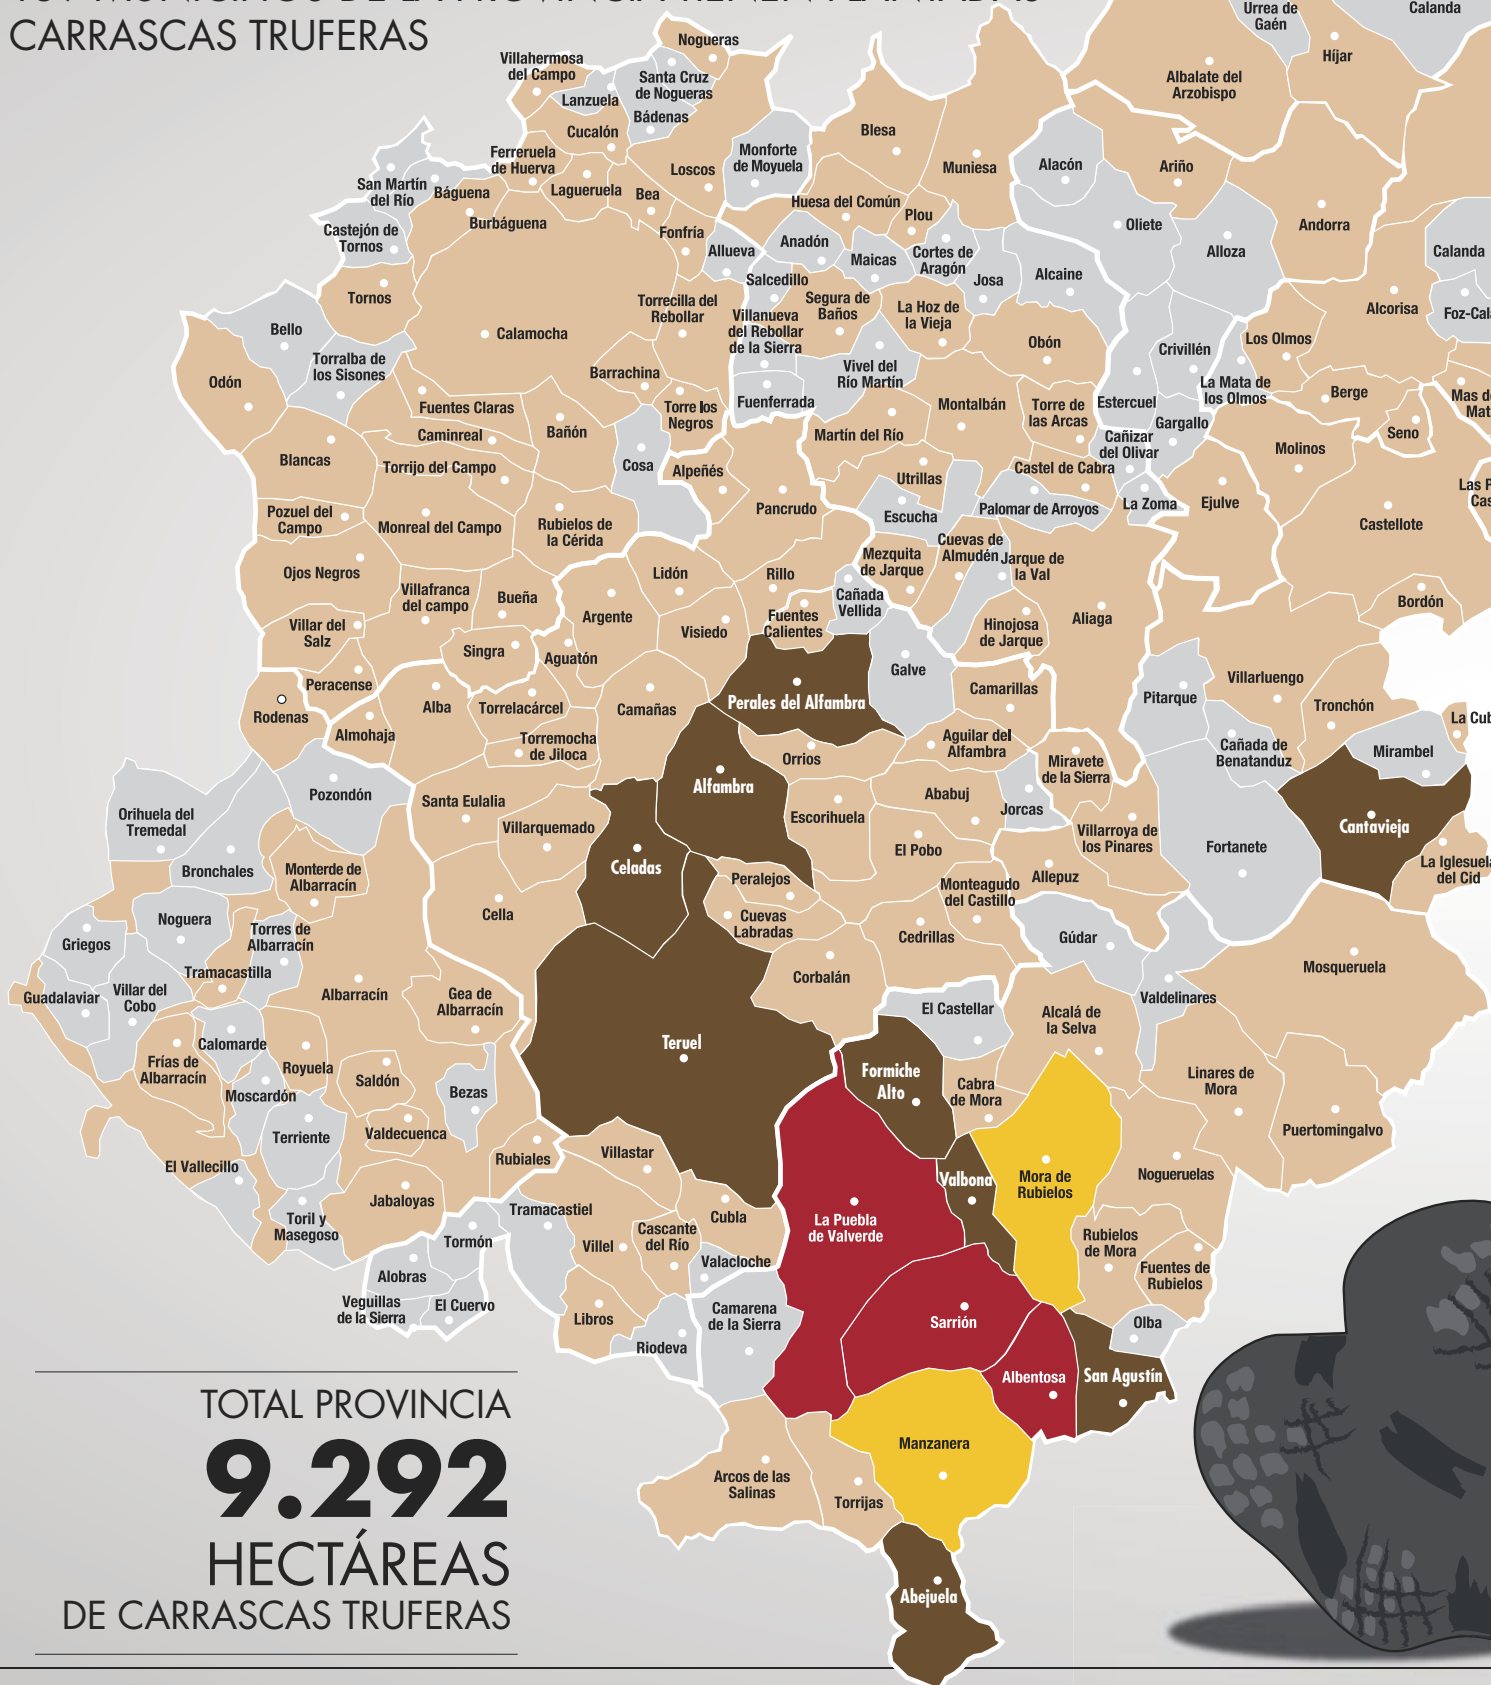 CARRASCAS TRUFERAS
Urrea de
Gaén
Calanda
Híjar
Albalate del
Arzobispo
Nogueras
Villahermosa
del Campo
Santa Cruz
de Nogueras
Lanzuela
Bádenas
Cucalón
Blesa
Monforte
de Moyuela
Muniesa
Alacón
Ariño
Ferreruela
de Huerva
Loscos
San Martín
del Río
Báguena
Lagueruela
Bea
Huesa del Común
Plou
Burbáguena
Oliete
Andorra
Castejón de
Tornos
Fonfría
Allueva
Anadón
Maicas
Cortes de
Aragón
Alloza
Calanda
Josa
Alcaine
Salcedillo
Tornos
Torrecilla del
Rebollar
Segura de
Baños
La Hoz de
la Vieja
Alcorisa
Foz-Cal
Bello
Calamocha
Villanueva
del Rebollar
de la Sierra
Obón
Crivillén
Los Olmos
Torralba de
los Sisones
Barrachina
Vivel del
Río Martín
Odón
La Mata de
los Olmos
Berge
Mas d
Mat
Fuentes Claras
Torre los
Negros
Fuenferrada
Montalbán
Torre de
las Arcas
Estercuel
Gargallo
Caminreal
Bañón
Martín del Río
Cañizar
del Olivar
Seno
Molinos
Blancas
Torrijo del Campo
Cosa
Alpeñés
Utrillas
Castel de Cabra
Las P
Cas
Pozuel del
Campo
Monreal del Campo
Rubielos de
la Cérida
Pancrudo
Escucha
Palomar de Arroyos
La Zoma
Ejulve
Castellote
Cuevas de
Almudén
Mezquita
de Jarque
Jarque de
la Val
Ojos Negros
Lidón
Rillo
Villafranca
del campo
Bueña
Cañada
Vellida
Bordón
Argente
Fuentes
Calientes
Villar del
Salz
Visiedo
Hinojosa
de Jarque
Aliaga
Singra
Aguatón
Galve
Peracense
Perales del Alfambra
Camarillas
Pitarque
Villarluengo
Tronchón
Rodenas
Almohaja
Alba
Torrelacárcel
Camañas
La Cub
Torremocha
de Jiloca
Orrios
Aguilar del
Alfambra
Miravete
de la Sierra
Cañada de
Benatanduz
Mirambel
Alfambra
Pozondón
Santa Eulalia
Escorihuela
Ababuj
Jorcas
Orihuela del
Tremedal
Villarquemado
Villarroya de
los Pinares
Cantavieja
Bronchales
Monterde de
Albarracín
Celadas
El Pobo
Fortanete
La Iglesuela
del Cid
Peralejos
Allepuz
Monteagudo
del Castillo
Noguera
Cella
Cuevas
Labradas
Griegos
Torres de
Albarracín
Cedrillas
Gúdar
Tramacastilla
Corbalán
Mosqueruela
Guadalaviar
Villar del
Cobo
Albarracín
Gea de
Albarracín
Valdelinares
El Castellar
Alcalá de
la Selva
Calomarde
Teruel
Frías de
Albarracín
Royuela
Saldón
Formiche
Alto
Linares de
Mora
Moscardón
Bezas
Cabra
de Mora
Terriente
Valdecuenca
Puertomingalvo
El Vallecillo
Rubiales
Villastar
Valbona
Mora de
Rubielos
Nogueruelas
Jabaloyas
Tramacastiel
Toril y
Masegoso
Cubla
La Puebla
de Valverde
Tormón
Villel
Cascante
del Río
Rubielos
de Mora
Valacloche
Fuentes de
Rubielos
Alobras
Veguillas
de la Sierra
El Cuervo
Libros
Camarena
de la Sierra
Sarrión
Olba
Riodeva
Albentosa
San Agustín
Manzanera
Arcos de las
Salinas
Torrijas
Abejuela
TOTAL PROVINCIA
9.292
HECTÁREAS
DE CARRASCAS TRUFERAS